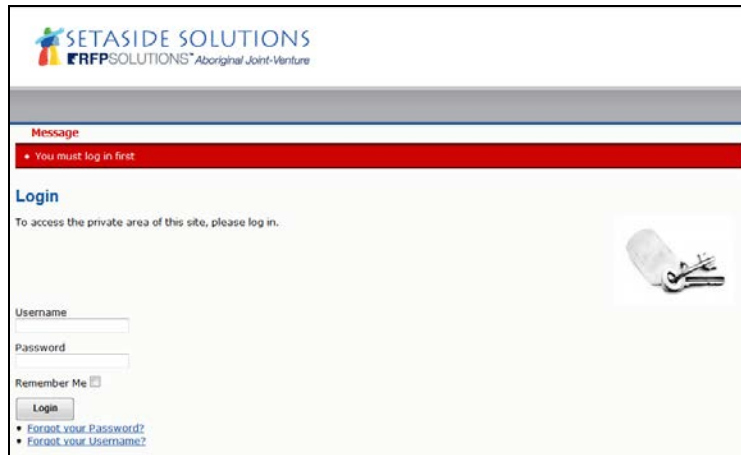 SETASIDE SOLUTIONS
RFPSOLUTIONS™ Aboriginal Joint-Venture
Message
• You must log in first
Login
To access the private area of this site, please log in.
Username
Password
Remember Me
Login
• Forgot your Password?
• Forgot your Username?